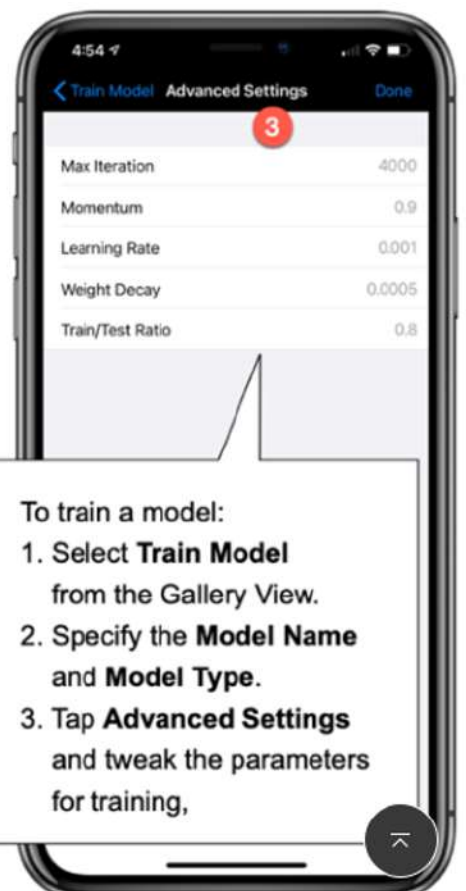 4:54
Train Model Advanced Settings Done
3
Max Iteration 4000
Momentum 0.9
Learning Rate 0.001
Weight Decay 0.0005
Train/Test Ratio 0.8
To train a model:
1. Select Train Model
from the Gallery View.
2. Specify the Model Name
and Model Type.
3. Tap Advanced Settings
and tweak the parameters
for training,